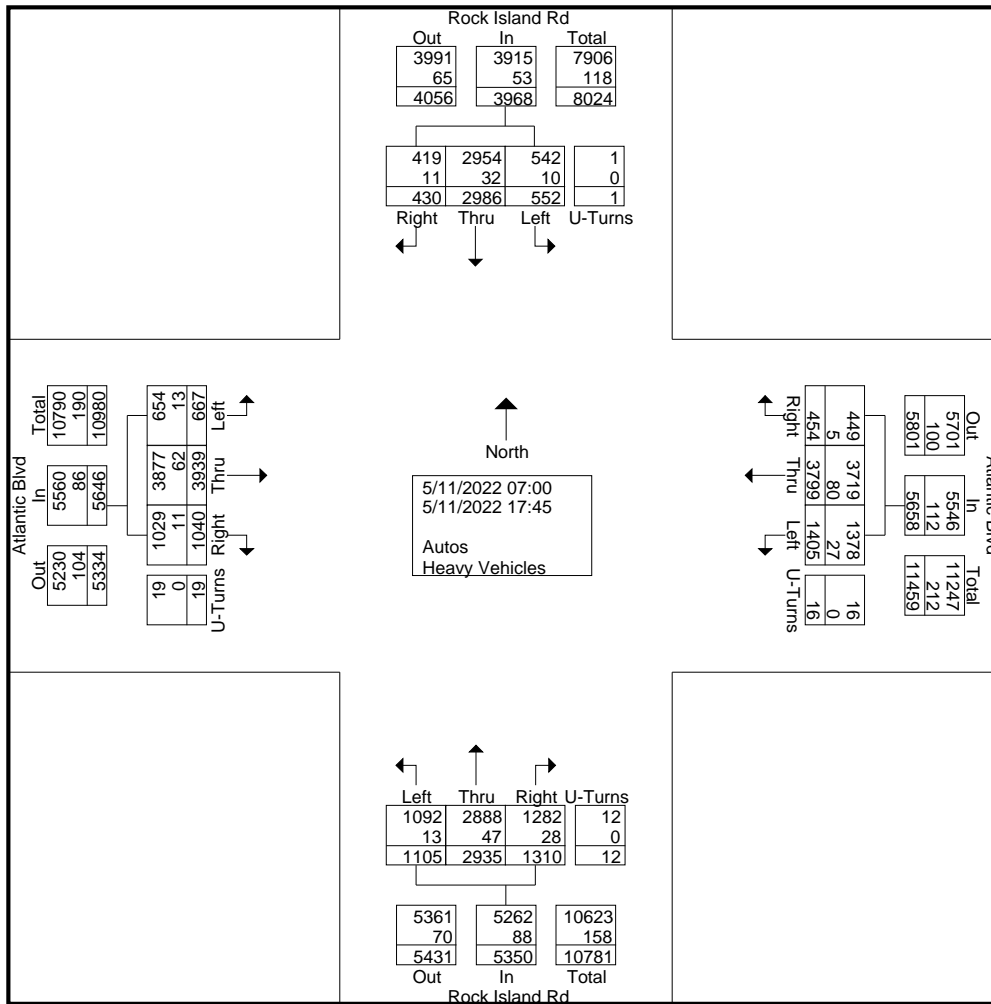 Rock Island Rd
Out In Total
3991 3915 7906
65 53 118
4056 3968 8024
419 2954 542 1
11 32 10 0
430 2986 552 1
Right Thru Left U-Turns
Atlantic Blvd
Total In Out
10790 5560 5230
190 86 104
10980 5646 5334
654 3877 1029 19
13 62 11 0
667 3939 1040 19
Left Thru Right U-Turns
North
5/11/2022 07:00
5/11/2022 17:45
Autos
Heavy Vehicles
Right Thru Left U-Turns
454 3799 1405 16
5 80 27 0
449 3719 1378 16
5801 5658 11459
100 112 212
5701 5546 11247
Out In Total
Atlantic Blvd
Left Thru Right U-Turns
1092 2888 1282 12
13 47 28 0
1105 2935 1310 12
5361 5262 10623
70 88 158
5431 5350 10781
Out In Total
Rock Island Rd